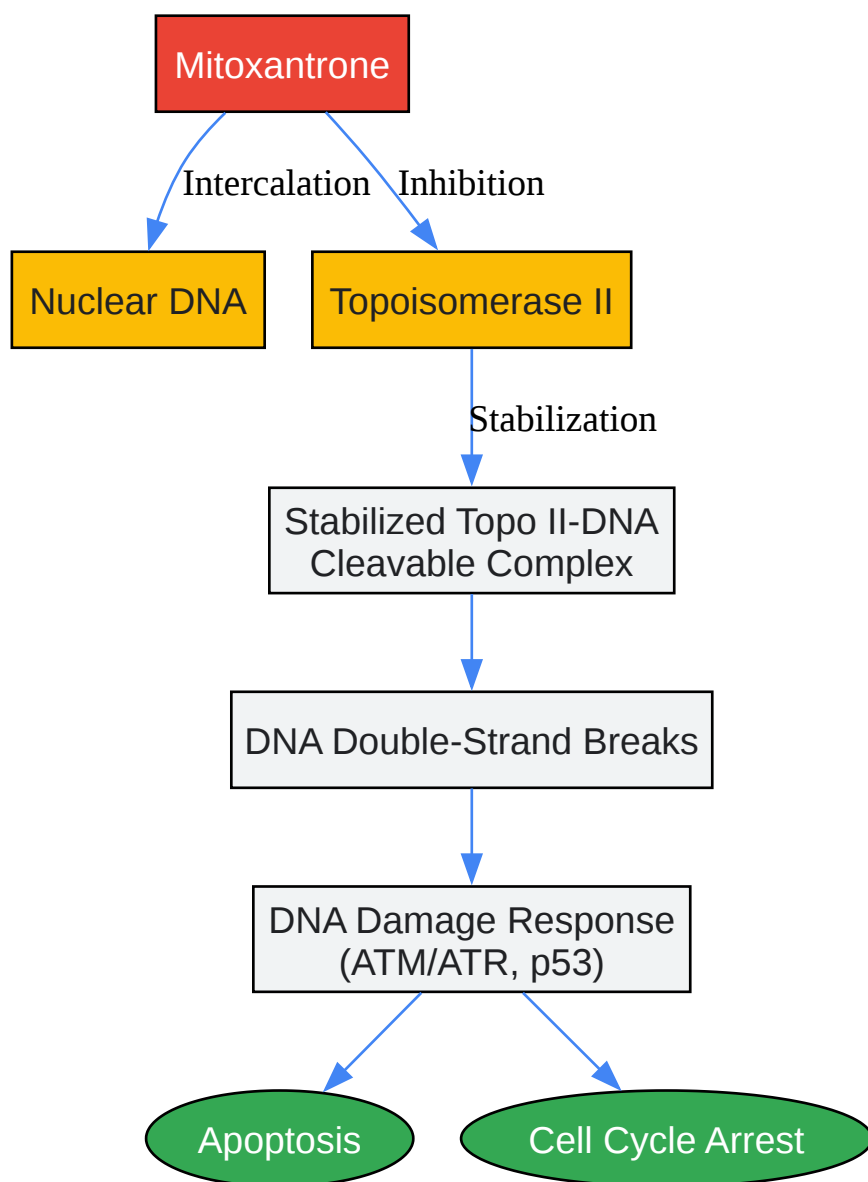 Mitoxantrone
Intercalation
Inhibition
Nuclear DNA
Topoisomerase II
Stabilization
Stabilized Topo II-DNA
Cleavable Complex
DNA Double-Strand Breaks
DNA Damage Response
(ATM/ATR, p53)
Apoptosis
Cell Cycle Arrest